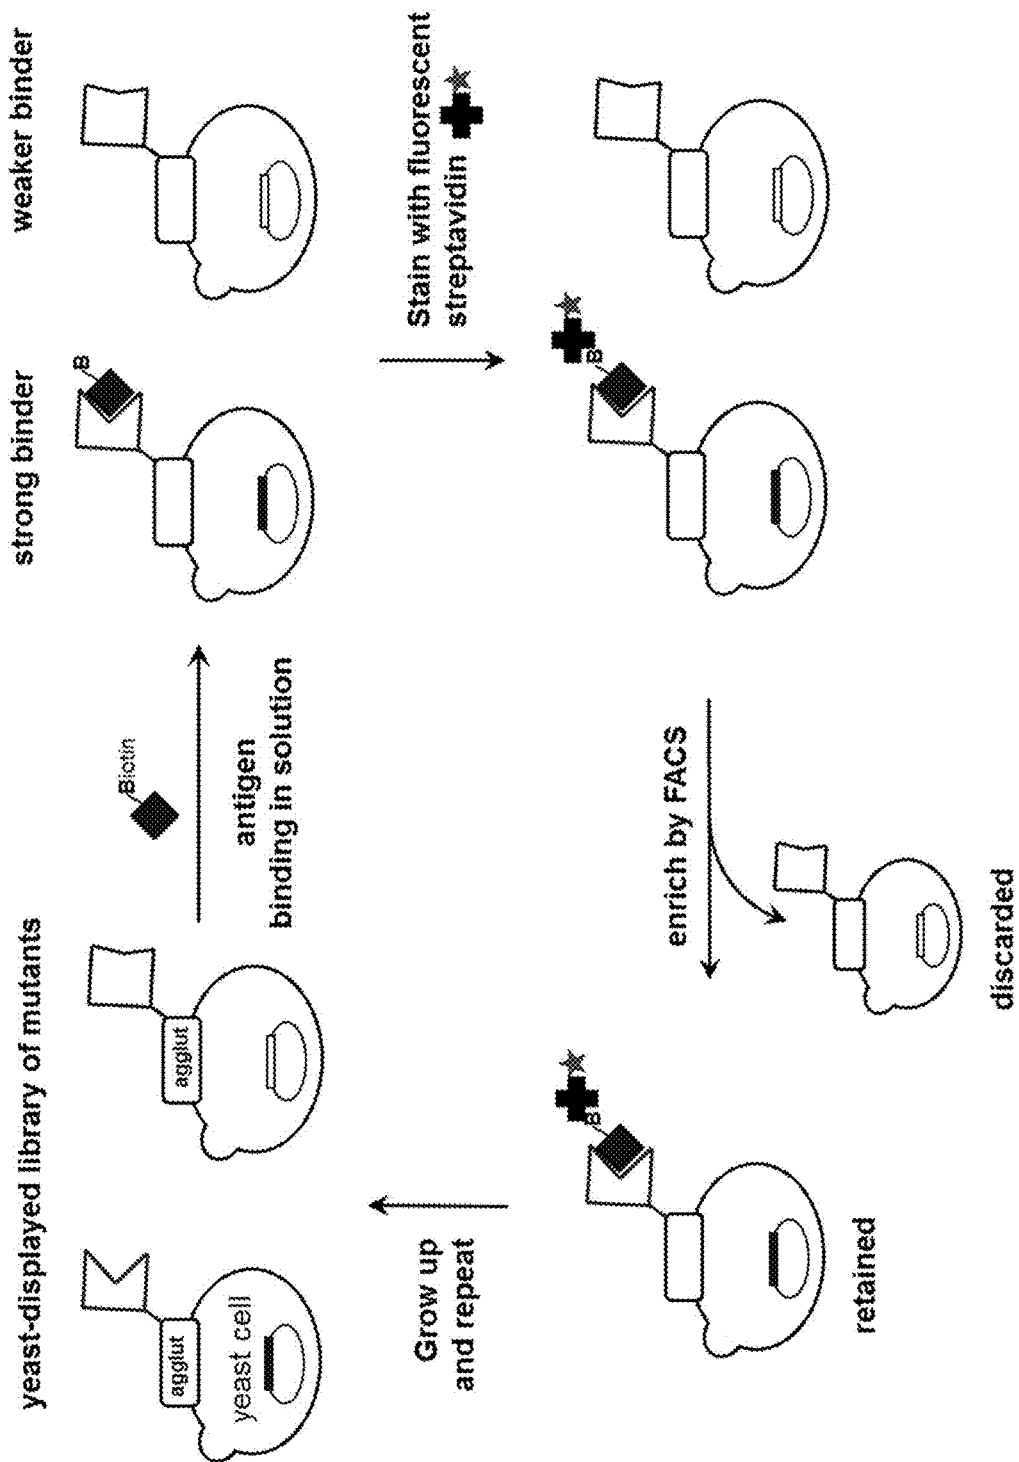 yeast-displayed library of mutants
agglut
yeast cell
agglut
Biotin
antigen
binding in solution
strong binder
weaker binder
B
Stain with fluorescent
streptavidin
B
enrich by FACS
discarded
B
retained
Grow up
and repeat